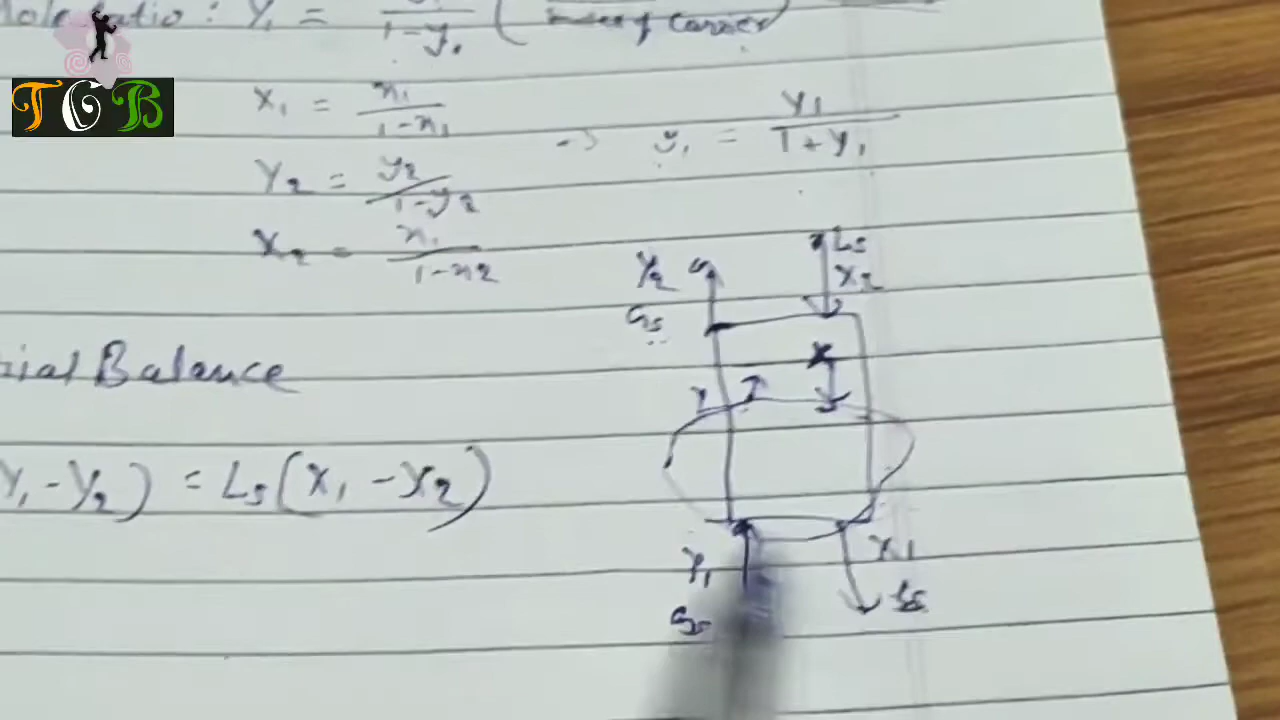 Mole Ratio : Y₁ = /(1-y₁)
TGB
X₁ = x₁/(1-x₁)
Y₂ = y₂/(1-y₂)
X₂ = x₁/(1-x₂)
→ y₁ = Y₁/(1+Y₁)
Y₂
Gs
Ls
X₂
X
Y
rial Balance
Y₁ - Y₂) = Ls(X₁ - X₂)
Y₁
Gs
X₁
Ls